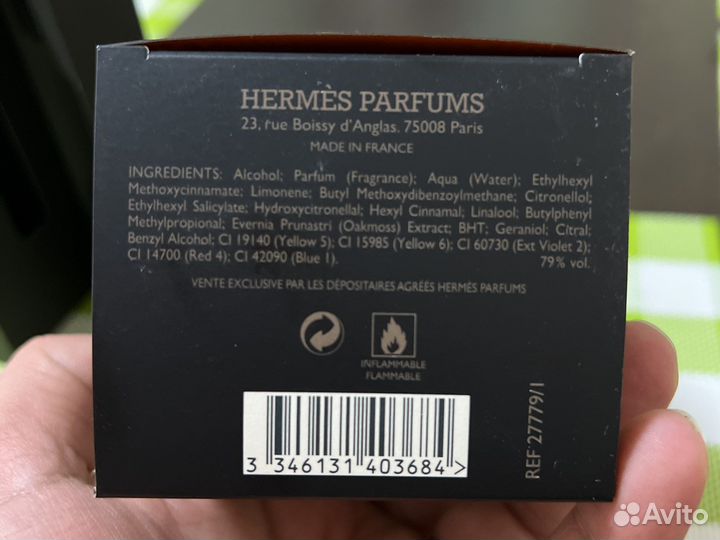 HERMÈS PARFUMS
23, rue Boissy d'Anglas. 75008 Paris
MADE IN FRANCE
INGREDIENTS: Alcohol; Parfum (Fragrance); Aqua (Water); Ethylhexyl
Methoxycinnamate; Limonene; Butyl Methoxydibenzoylmethane; Citronellol;
Ethylhexyl Salicylate; Hydroxycitronellal; Hexyl Cinnamal; Linalool; Butylphenyl
Methylpropional; Evernia Prunastri (Oakmoss) Extract; BHT; Geraniol; Citral;
Benzyl Alcohol; CI 19140 (Yellow 5); CI 15985 (Yellow 6); CI 60730 (Ext Violet 2);
CI 14700 (Red 4); CI 42090 (Blue 1). 79% vol.
VENTE EXCLUSIVE PAR LES DÉPOSITAIRES AGRÉÉS HERMÈS PARFUMS
INFLAMMABLE
FLAMMABLE
3 346131 403684 >
REF 27779/1
Avito